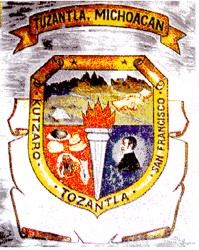 TUZANTLA, MICHOACAN
KUTZARO
SAN FRANCISCO
TOZANTLA